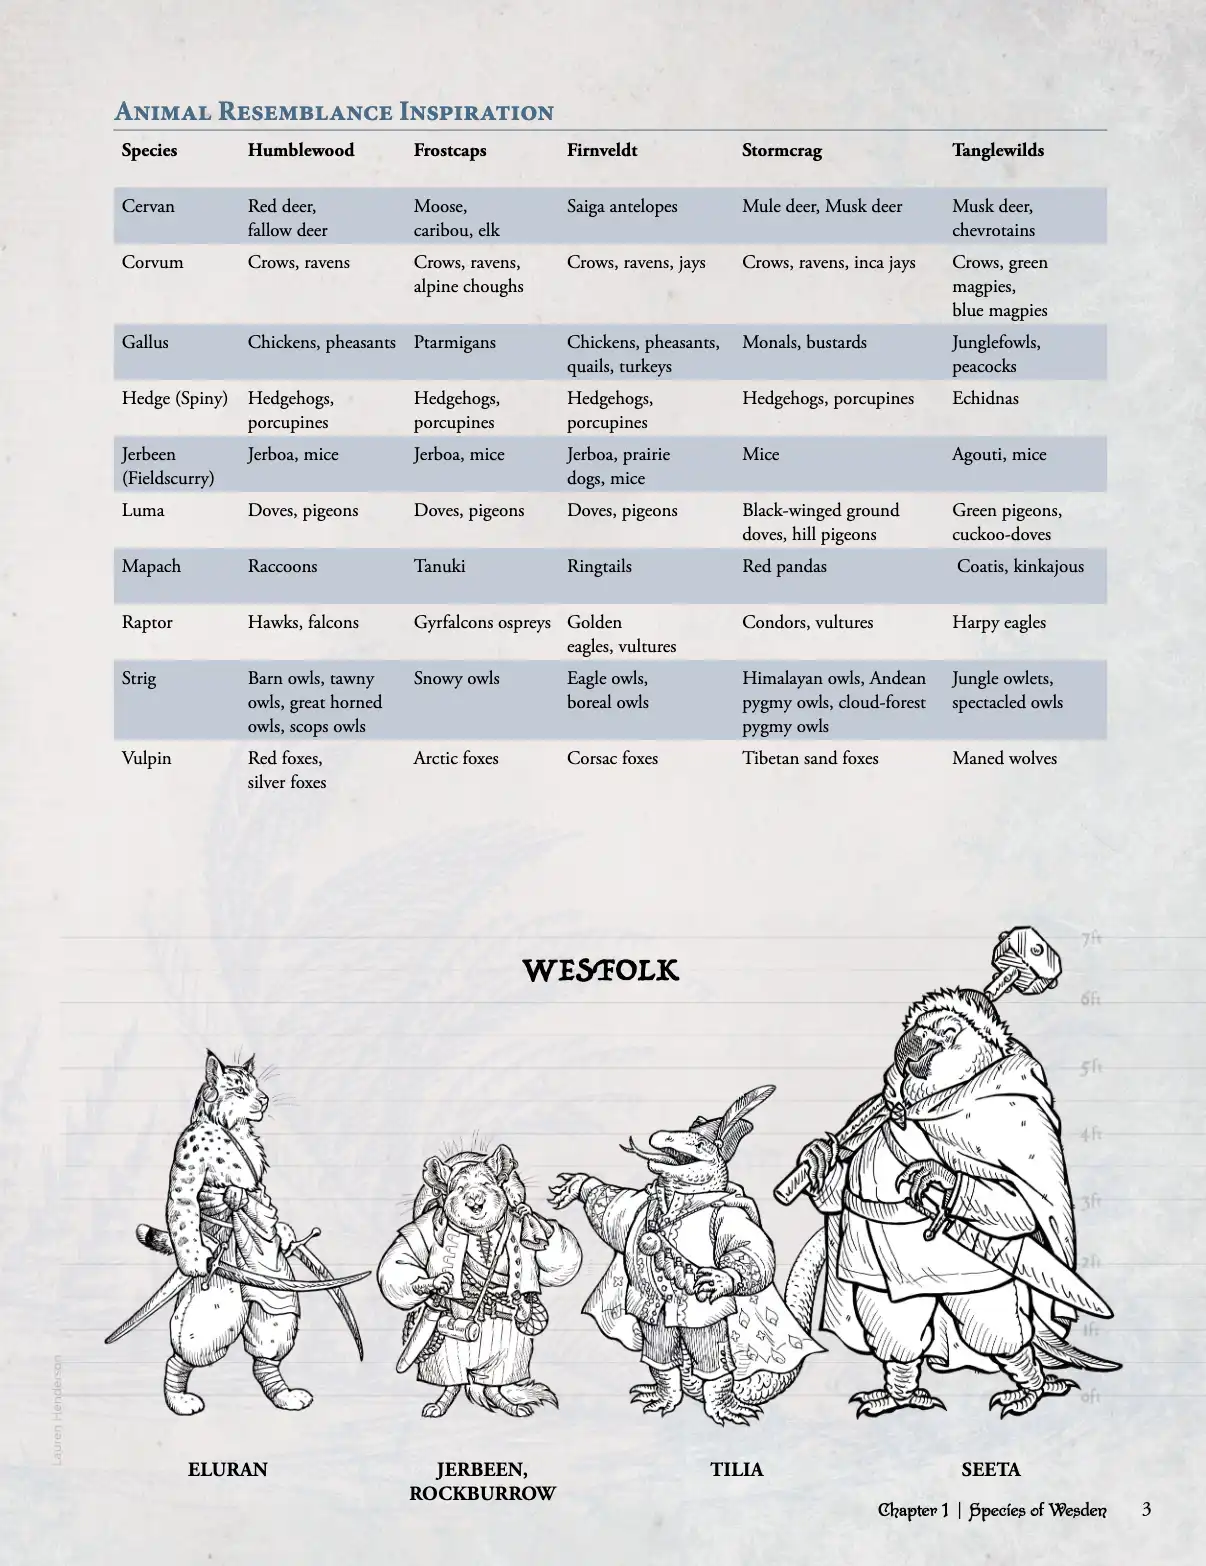 Animal Resemblance Inspiration
Species Humblewood Frostcaps Firnveldt Stormcrag Tanglewilds
Cervan Red deer, Moose, Saiga antelopes Mule deer, Musk deer Musk deer,
fallow deer caribou, elk chevrotains
Corvum Crows, ravens Crows, ravens, Crows, ravens, jays Crows, ravens, inca jays Crows, green
alpine choughs magpies,
blue magpies
Gallus Chickens, pheasants Ptarmigans Chickens, pheasants, Monals, bustards Junglefowls,
quails, turkeys peacocks
Hedge (Spiny) Hedgehogs, Hedgehogs, Hedgehogs, Hedgehogs, porcupines Echidnas
porcupines porcupines porcupines
Jerbeen Jerboa, mice Jerboa, mice Jerboa, prairie Mice Agouti, mice
(Fieldscurry) dogs, mice
Luma Doves, pigeons Doves, pigeons Doves, pigeons Black-winged ground Green pigeons,
doves, hill pigeons cuckoo-doves
Mapach Raccoons Tanuki Ringtails Red pandas Coatis, kinkajous
Raptor Hawks, falcons Gyrfalcons ospreys Golden Condors, vultures Harpy eagles
eagles, vultures
Strig Barn owls, tawny Snowy owls Eagle owls, Himalayan owls, Andean Jungle owlets,
owls, great horned boreal owls pygmy owls, cloud-forest spectacled owls
owls, scops owls pygmy owls
Vulpin Red foxes, Arctic foxes Corsac foxes Tibetan sand foxes Maned wolves
silver foxes
WESFOLK
7ft
6ft
5ft
4ft
3ft
2ft
1ft
0ft
Lauren Henderson
ELURAN JERBEEN, TILIA SEETA
ROCKBURROW
Chapter 1 | Species of Wesden 3